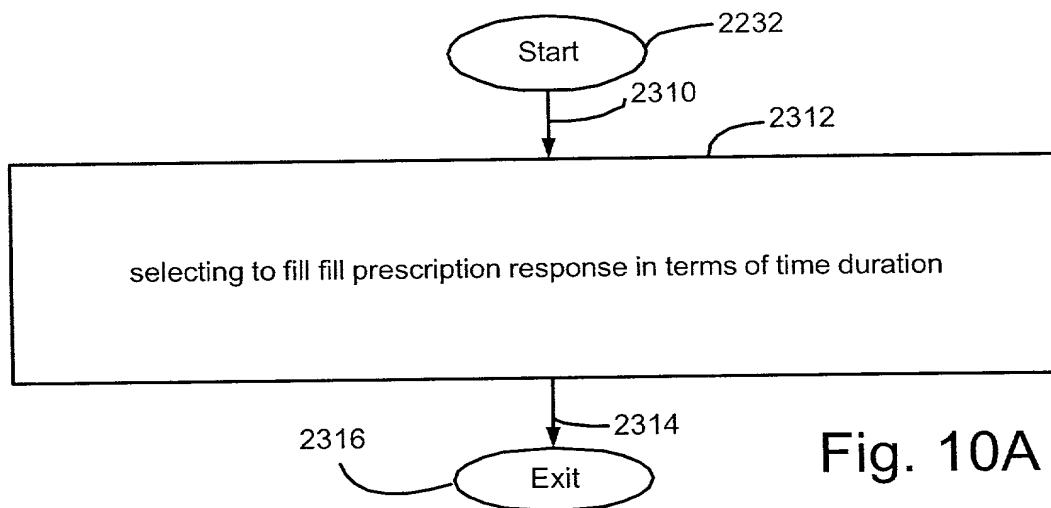 Start
2232
2310
2312
selecting to fill fill prescription response in terms of time duration
2314
2316
Exit
Fig. 10A